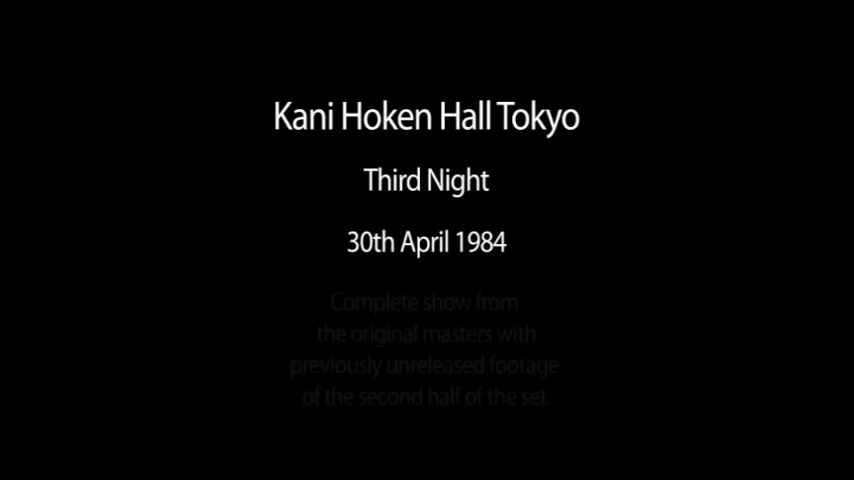 Kani Hoken Hall Tokyo
Third Night
30th April 1984
Complete show from
the original masters with
previously unreleased footage
of the second half of the set.